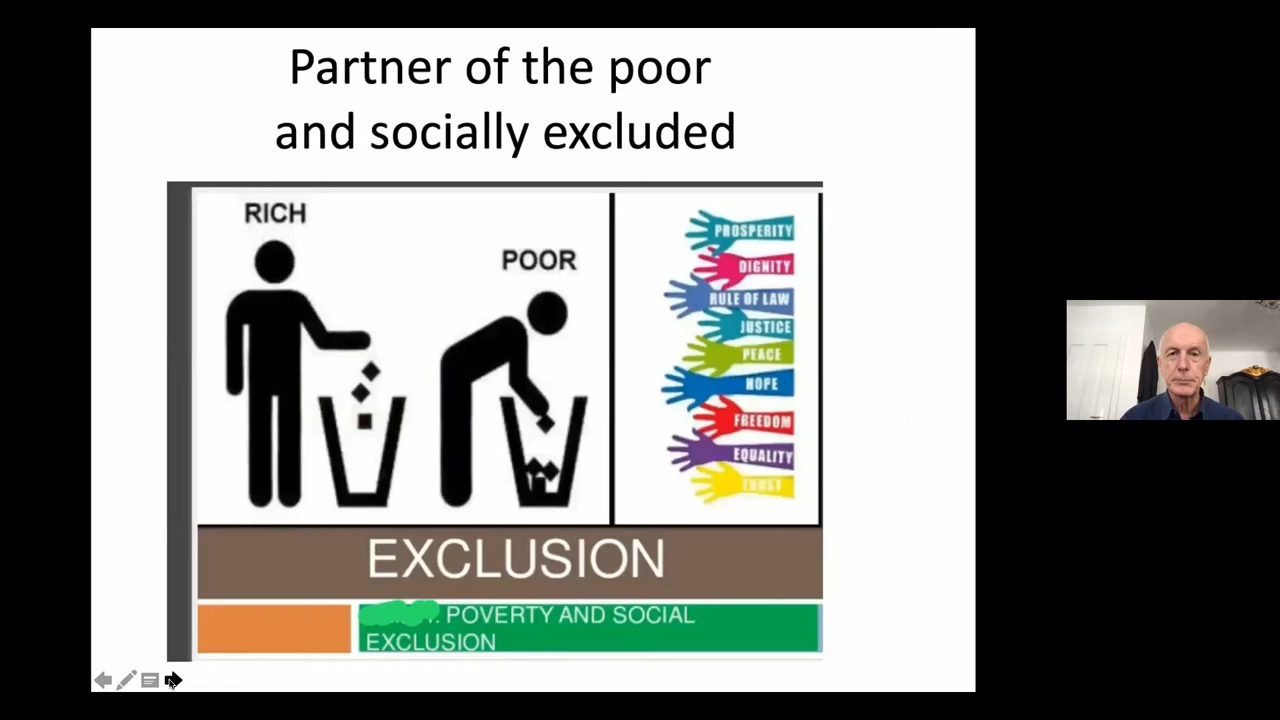 Partner of the poor
and socially excluded
RICH
POOR
PROSPERITY
DIGNITY
RULE OF LAW
JUSTICE
PEACE
HOPE
FREEDOM
EQUALITY
TRUST
EXCLUSION
POVERTY AND SOCIAL
EXCLUSION